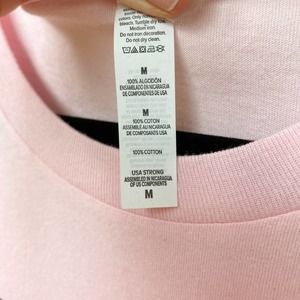 colors. Only
bleach. Tumble dry low.
Medium iron.
Do not iron decoration.
Do not dry clean.
M
100% ALGODÓN
ENSAMBLADO EN NICARAGUA
DE COMPONENTES DE USA
M
100% COTON
ASSEMBLÉ AU NICARAGUA
DE COMPOSANTS USA
100% COTTON
USA STRONG
ASSEMBLED IN NICARAGUA
OF US COMPONENTS
M